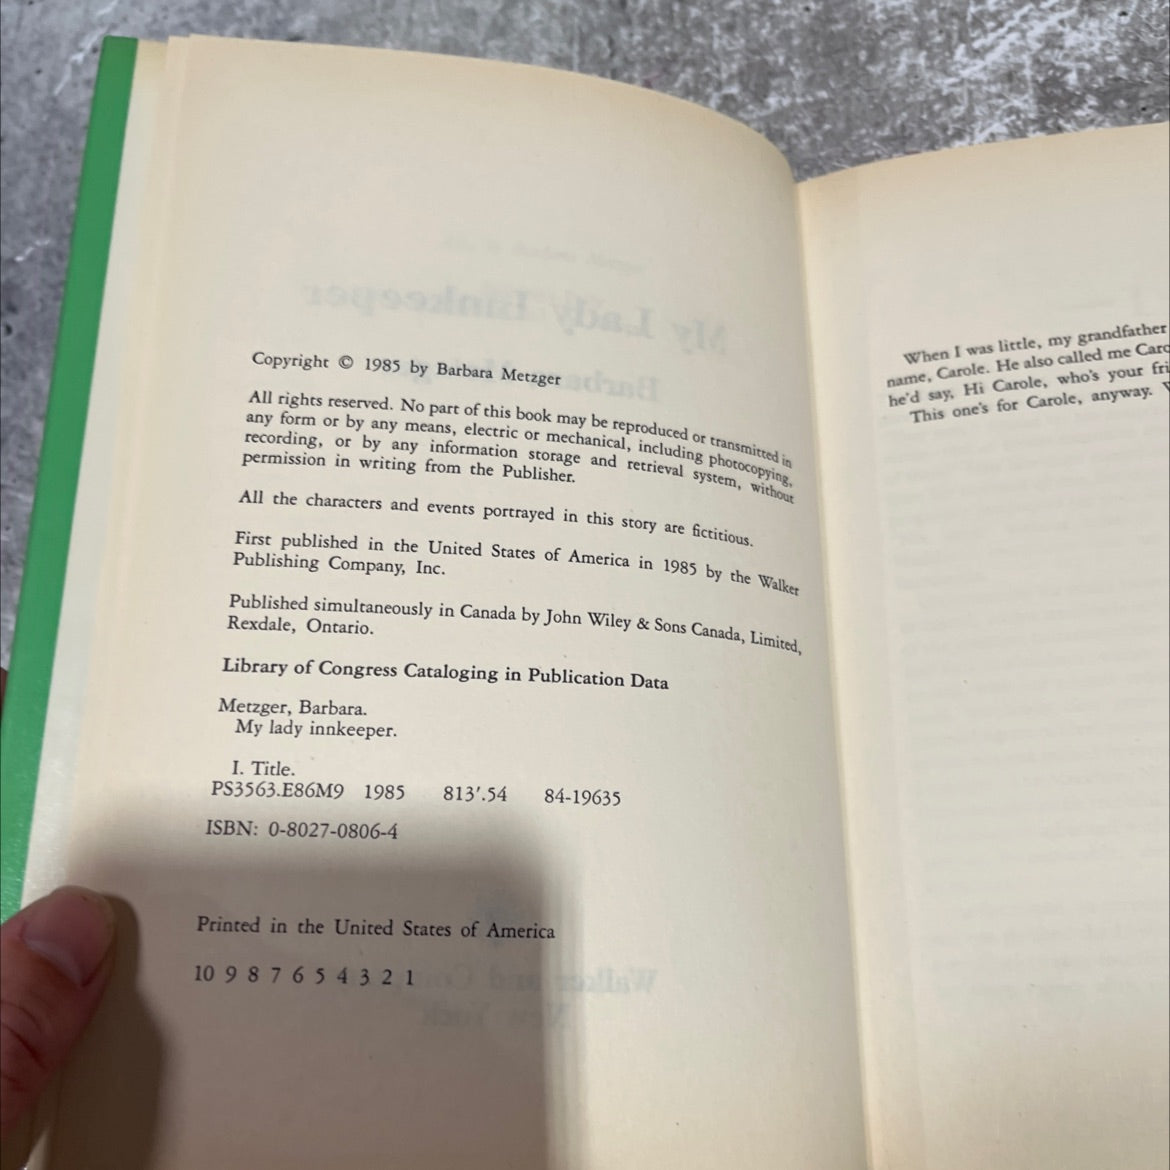 Copyright © 1985 by Barbara Metzger
All rights reserved. No part of this book may be reproduced or transmitted in
any form or by any means, electric or mechanical, including photocopying,
recording, or by any information storage and retrieval system, without
permission in writing from the Publisher.
All the characters and events portrayed in this story are fictitious.
First published in the United States of America in 1985 by the Walker
Publishing Company, Inc.
Published simultaneously in Canada by John Wiley & Sons Canada, Limited,
Rexdale, Ontario.
Library of Congress Cataloging in Publication Data
Metzger, Barbara.
My lady innkeeper.
I. Title.
PS3563.E86M9 1985 813'.54 84-19635
ISBN: 0-8027-0806-4
Printed in the United States of America
10 9 8 7 6 5 4 3 2 1
When I was little, my grandfather
name, Carole. He also called me Caro
he'd say, Hi Carole, who's your fri
This one's for Carole, anyway.